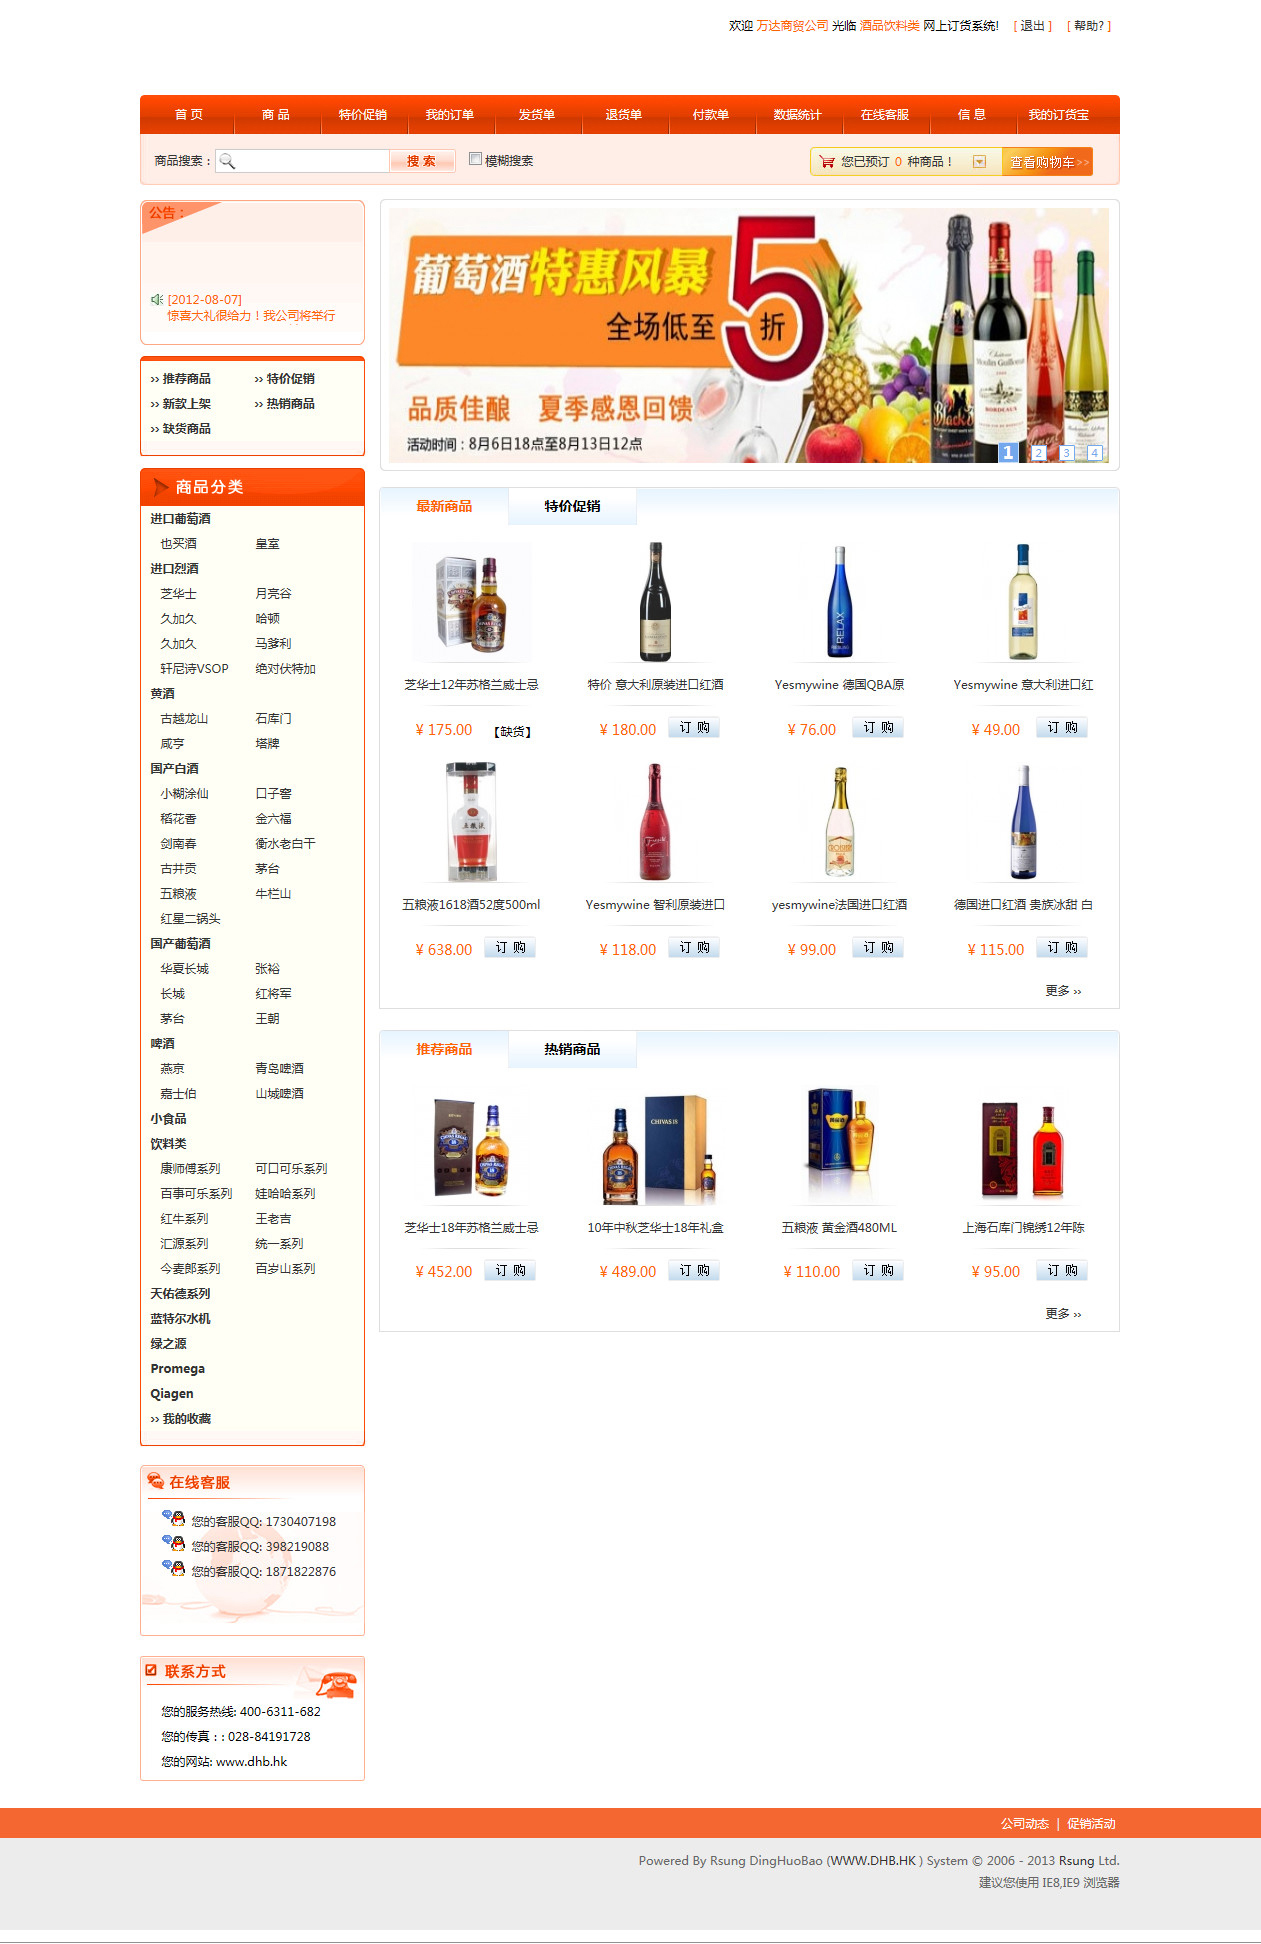 欢迎 万达商贸公司 光临 酒品饮料类 网上订货系统! [ 退出 ] [ 帮助? ]
首 页 商 品 特价促销 我的订单 发货单 退货单 付款单 数据统计 在线客服 信 息 我的订货宝
商品搜索： 搜 索 模糊搜索 您已预订 0 种商品！ 查看购物车>>
公告：
[2012-08-07]
惊喜大礼很给力！我公司将举行
葡萄酒特惠风暴5折
全场低至
品质佳酿 夏季感恩回馈
活动时间：8月6日18点至8月13日12点
1 2 3 4
›› 推荐商品 ›› 特价促销
›› 新款上架 ›› 热销商品
›› 缺货商品
商品分类
进口葡萄酒
也买酒 皇室
进口烈酒
芝华士 月亮谷
久加久 哈顿
久加久 马爹利
轩尼诗VSOP 绝对伏特加
黄酒
古越龙山 石库门
咸亨 塔牌
国产白酒
小糊涂仙 口子窖
稻花香 金六福
剑南春 衡水老白干
古井贡 茅台
五粮液 牛栏山
红星二锅头
国产葡萄酒
华夏长城 张裕
长城 红将军
茅台 王朝
啤酒
燕京 青岛啤酒
嘉士伯 山城啤酒
小食品
饮料类
康师傅系列 可口可乐系列
百事可乐系列 娃哈哈系列
红牛系列 王老吉
汇源系列 统一系列
今麦郎系列 百岁山系列
天佑德系列
蓝特尔水机
绿之源
Promega
Qiagen
›› 我的收藏
最新商品 特价促销
RELAX
芝华士12年苏格兰威士忌 特价 意大利原装进口红酒 Yesmywine 德国QBA原 Yesmywine 意大利进口红
¥ 175.00 【缺货】 ¥ 180.00 订 购 ¥ 76.00 订 购 ¥ 49.00 订 购
五粮液1618酒52度500ml Yesmywine 智利原装进口 yesmywine法国进口红酒 德国进口红酒 贵族冰甜 白
¥ 638.00 订 购 ¥ 118.00 订 购 ¥ 99.00 订 购 ¥ 115.00 订 购
更多 ››
推荐商品 热销商品
CHIVAS 18
芝华士18年苏格兰威士忌 10年中秋芝华士18年礼盒 五粮液 黄金酒480ML 上海石库门锦绣12年陈
¥ 452.00 订 购 ¥ 489.00 订 购 ¥ 110.00 订 购 ¥ 95.00 订 购
更多 ››
在线客服
您的客服QQ: 1730407198
您的客服QQ: 398219088
您的客服QQ: 1871822876
联系方式
您的服务热线: 400-6311-682
您的传真：: 028-84191728
您的网站: www.dhb.hk
公司动态 | 促销活动
Powered By Rsung DingHuoBao (WWW.DHB.HK ) System © 2006 - 2013 Rsung Ltd.
建议您使用 IE8,IE9 浏览器